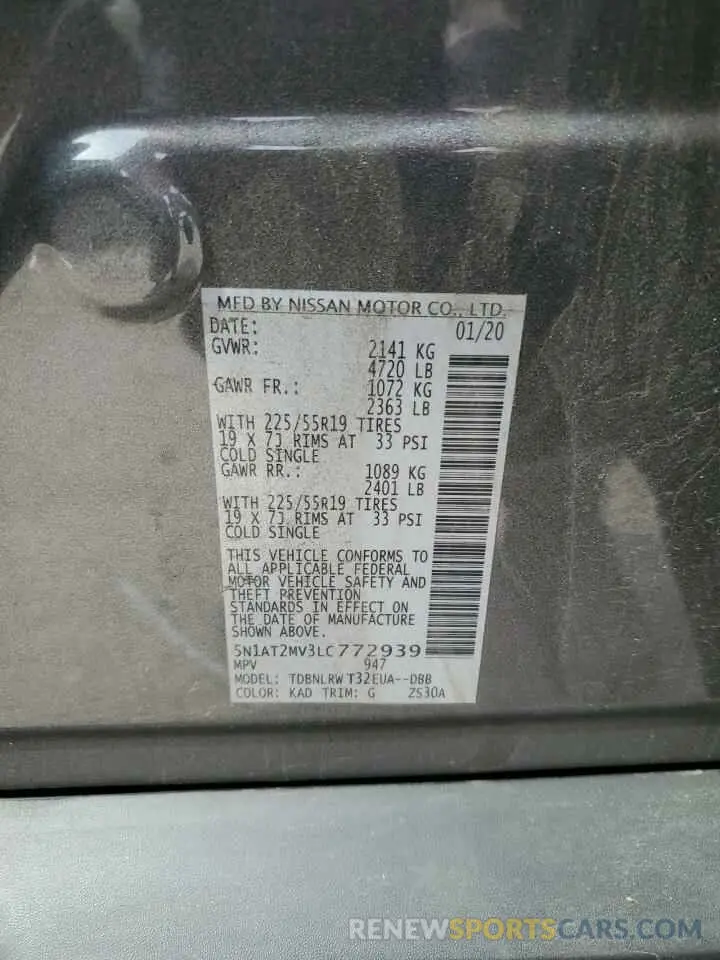 MFD BY NISSAN MOTOR CO., LTD.
DATE: 01/20
GVWR: 2141 KG
4720 LB
GAWR FR.: 1072 KG
2363 LB
WITH 225/55R19 TIRES
19 X 7J RIMS AT 33 PSI
COLD SINGLE
GAWR RR.: 1089 KG
2401 LB
WITH 225/55R19 TIRES
19 X 7J RIMS AT 33 PSI
COLD SINGLE
THIS VEHICLE CONFORMS TO
ALL APPLICABLE FEDERAL
MOTOR VEHICLE SAFETY AND
THEFT PREVENTION
STANDARDS IN EFFECT ON
THE DATE OF MANUFACTURE
SHOWN ABOVE.
5N1AT2MV3LC772939
MPV 947
MODEL: TDBNLRW T32EUA--DBB
COLOR: KAD TRIM: G ZS30A
RENEWSPORTSCARS.COM